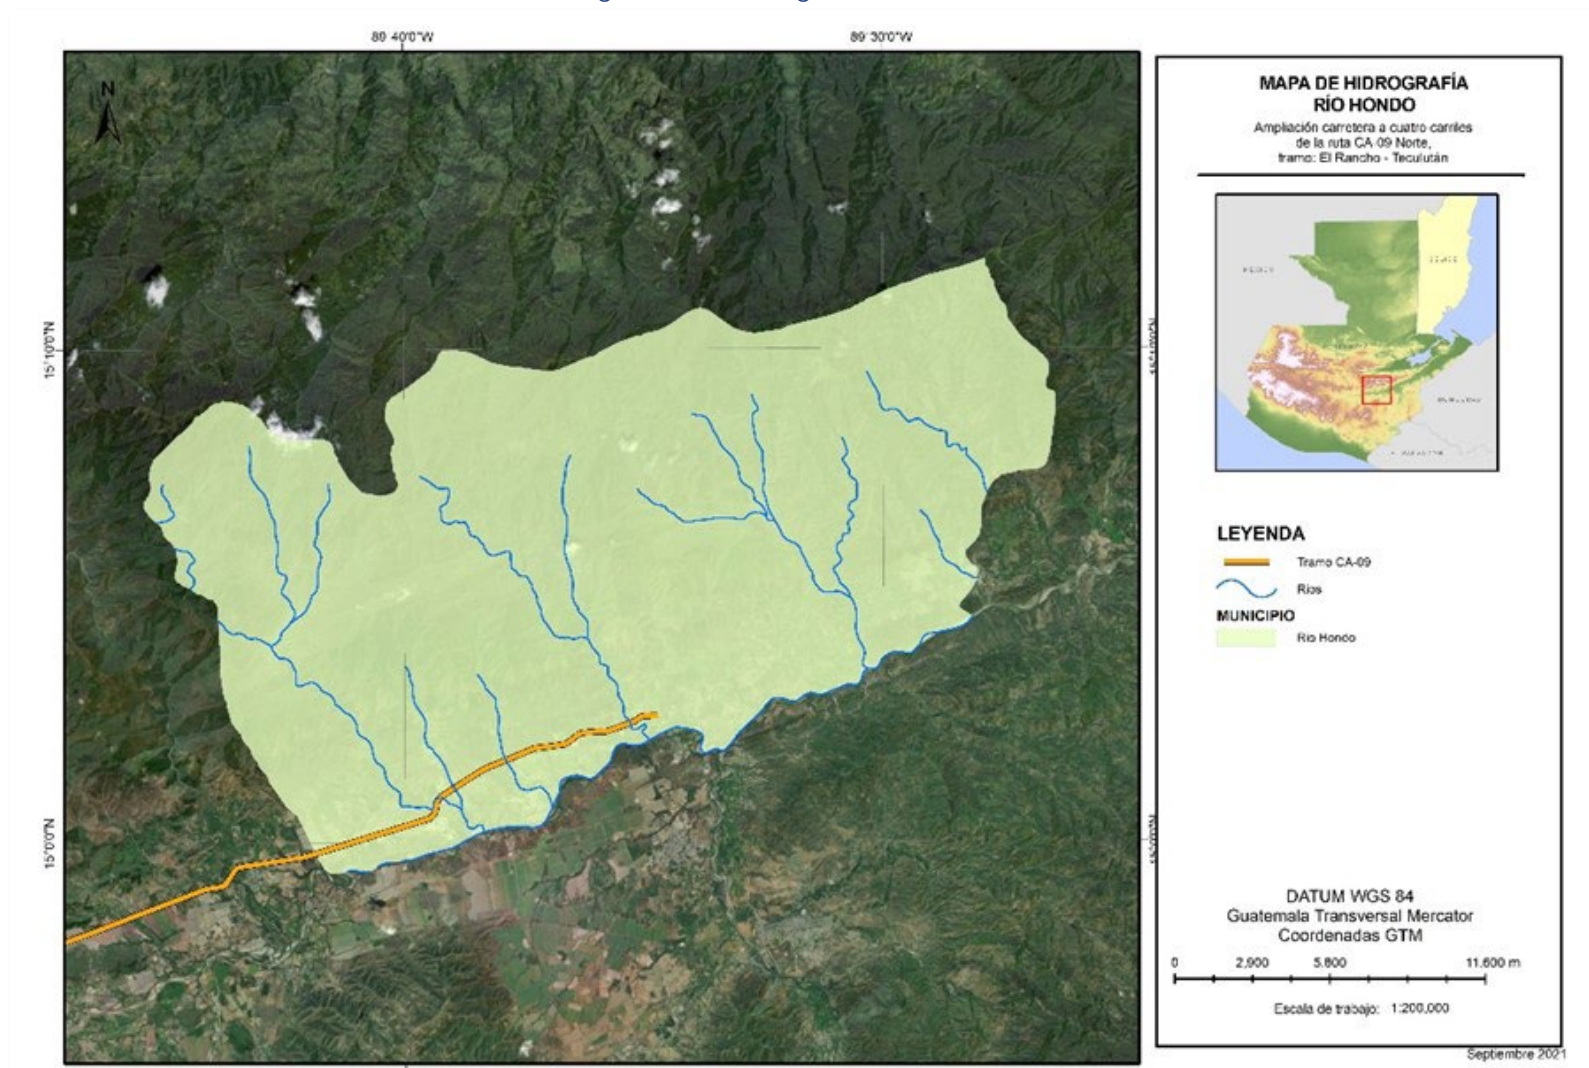 89°40'0"W
89°30'0"W
N
15°10'0"N
15°0'0"N
MAPA DE HIDROGRAFÍA
RÍO HONDO
Ampliación carretera a cuatro carriles
de la ruta CA-09 Norte,
tramo: El Rancho - Teculután
LEYENDA
Tramo CA-09
Ríos
MUNICIPIO
Río Hondo
DATUM WGS 84
Guatemala Transversal Mercator
Coordenadas GTM
0 2,900 5,800 11,600 m
Escala de trabajo: 1:200,000
Septiembre 2021